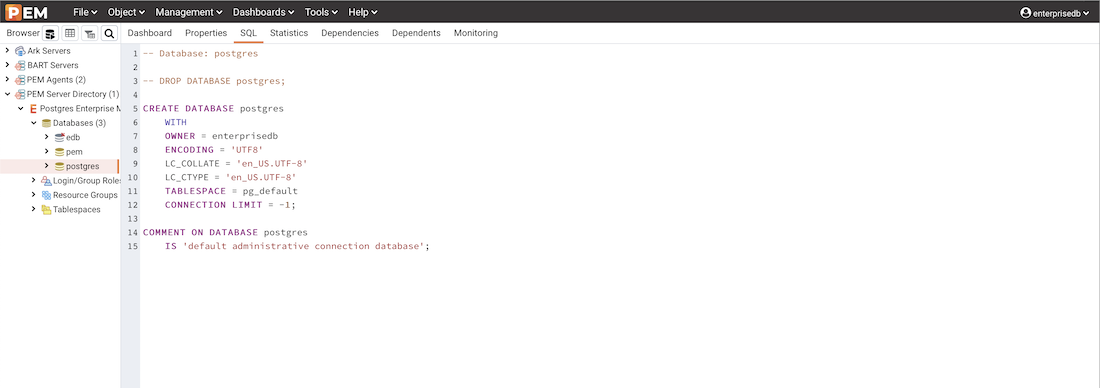 PEM File Object Management Dashboards Tools Help enterprisedb
Browser Dashboard Properties SQL Statistics Dependencies Dependents Monitoring
Ark Servers
BART Servers
PEM Agents (2)
PEM Server Directory (1)
Postgres Enterprise M
Databases (3)
edb
pem
postgres
Login/Group Roles
Resource Groups
Tablespaces
1 -- Database: postgres
2
3 -- DROP DATABASE postgres;
4
5 CREATE DATABASE postgres
6 WITH
7 OWNER = enterprisedb
8 ENCODING = 'UTF8'
9 LC_COLLATE = 'en_US.UTF-8'
10 LC_CTYPE = 'en_US.UTF-8'
11 TABLESPACE = pg_default
12 CONNECTION LIMIT = -1;
13
14 COMMENT ON DATABASE postgres
15 IS 'default administrative connection database';